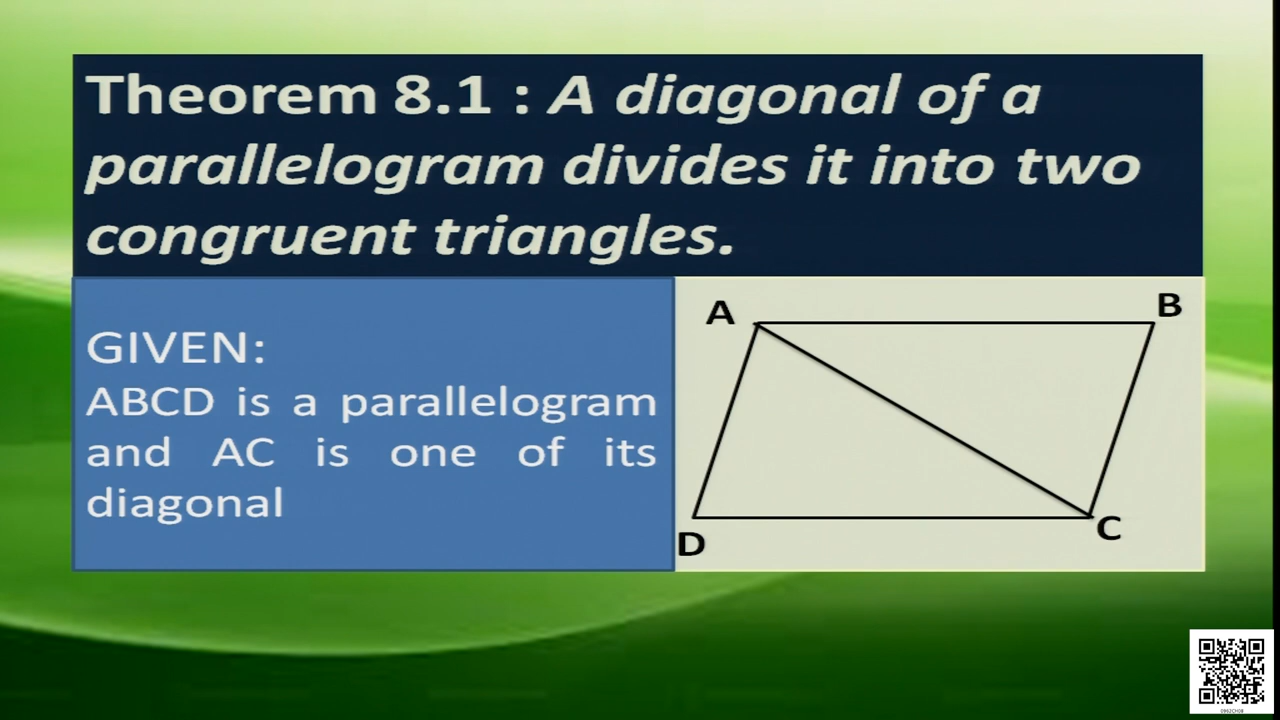 Theorem 8.1 : A diagonal of a
parallelogram divides it into two
congruent triangles.
GIVEN:
ABCD is a parallelogram
and AC is one of its
diagonal
A
B
D
C